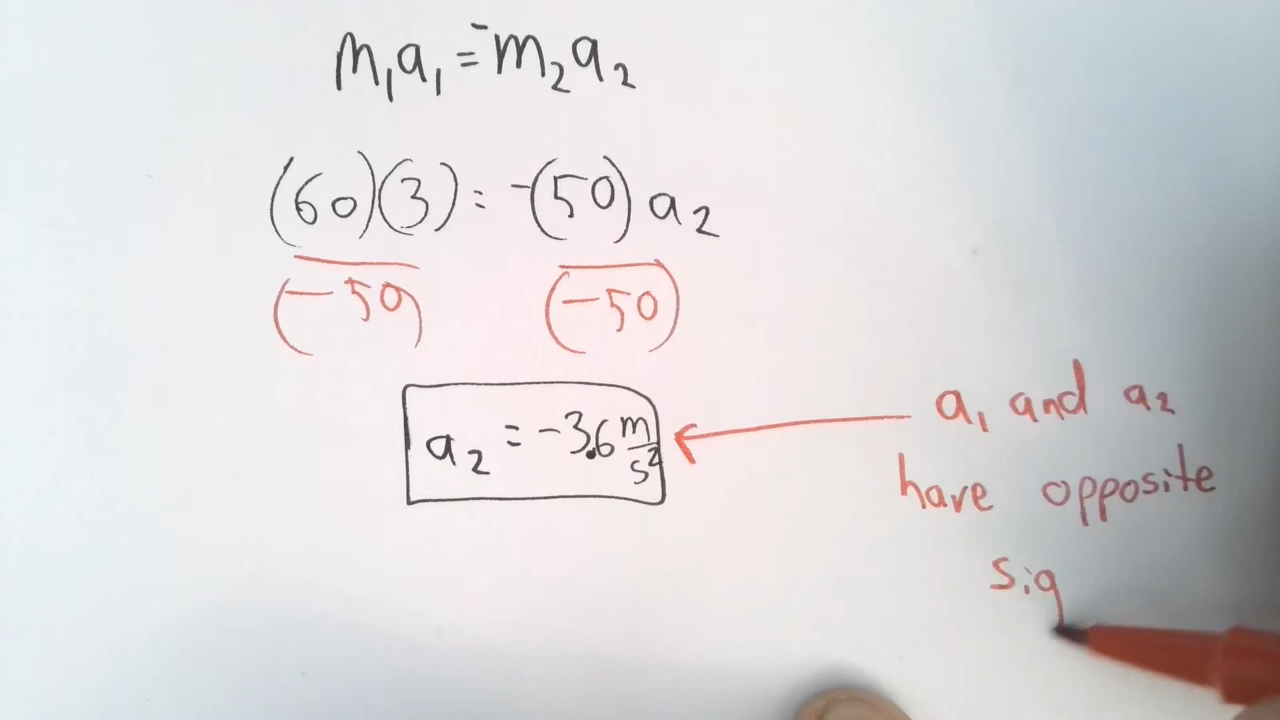 m₁a₁ = -m₂a₂
(60)(3) = -(50) a₂
(-50) (-50)
a₂ = -3.6 m/s²
a₁ and a₂
have opposite
sig